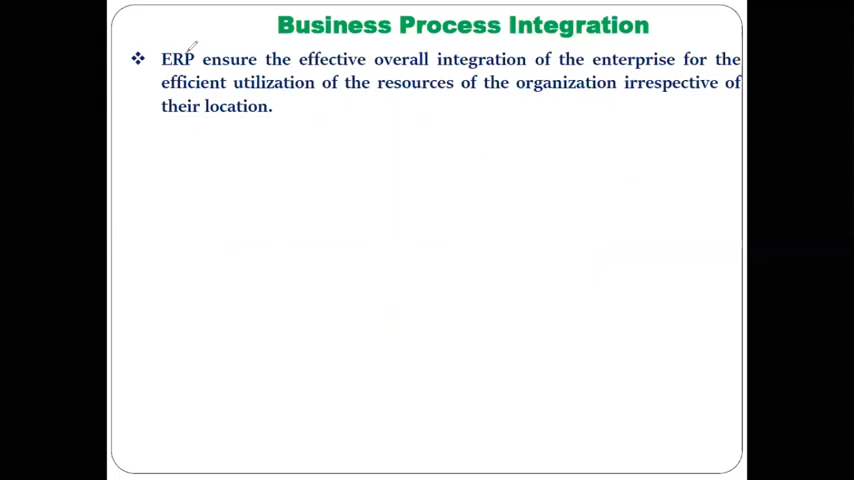 Business Process Integration
❖ ERP ensure the effective overall integration of the enterprise for the
efficient utilization of the resources of the organization irrespective of
their location.